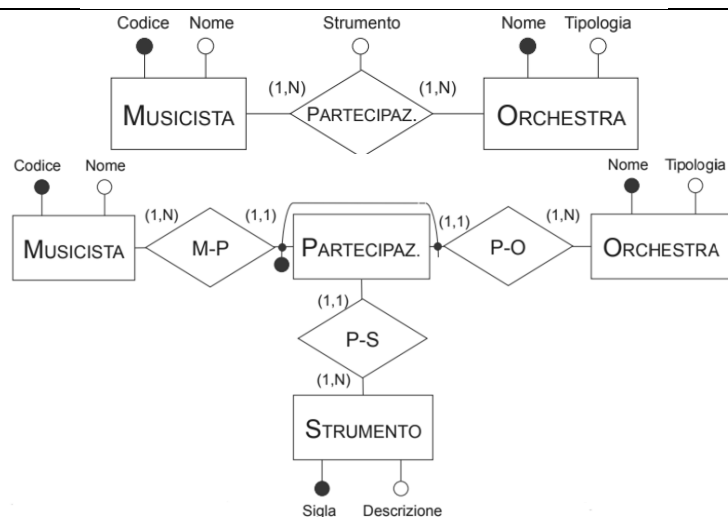 Codice Nome Strumento Nome Tipologia
(1,N) (1,N)
MUSICISTA PARTECIPAZ. ORCHESTRA
Codice Nome Nome Tipologia
(1,N) (1,1) (1,1) (1,N)
MUSICISTA M-P PARTECIPAZ. P-O ORCHESTRA
(1,1)
P-S
(1,N)
STRUMENTO
Sigla Descrizione